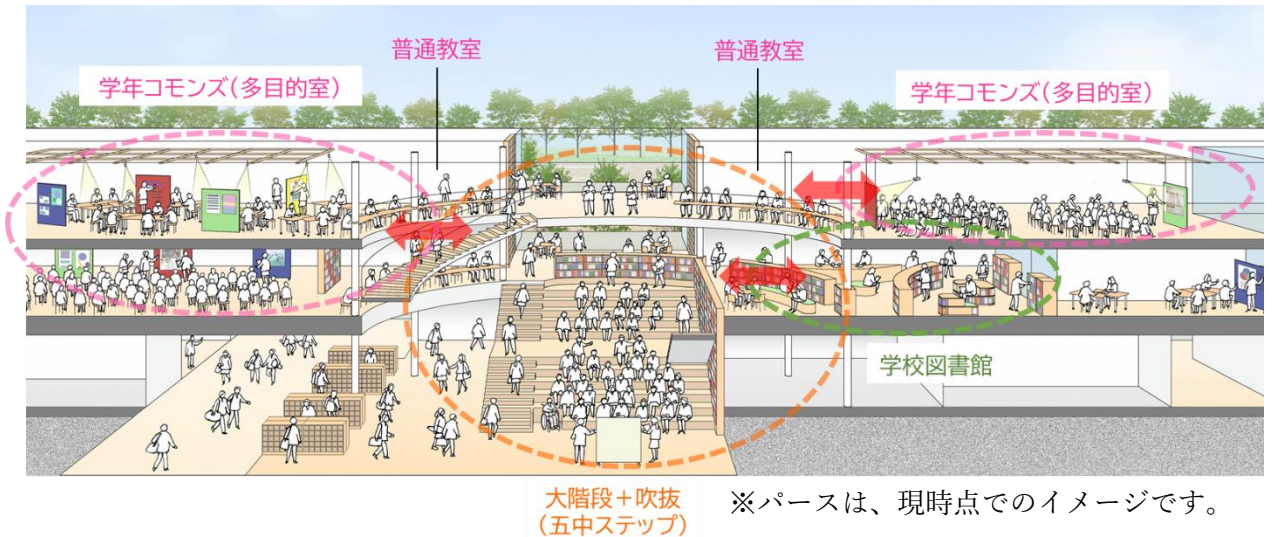 普通教室
普通教室
学年コモンズ(多目的室)
学年コモンズ(多目的室)
学校図書館
大階段+吹抜
(五中ステップ)
※パースは、現時点でのイメージです。